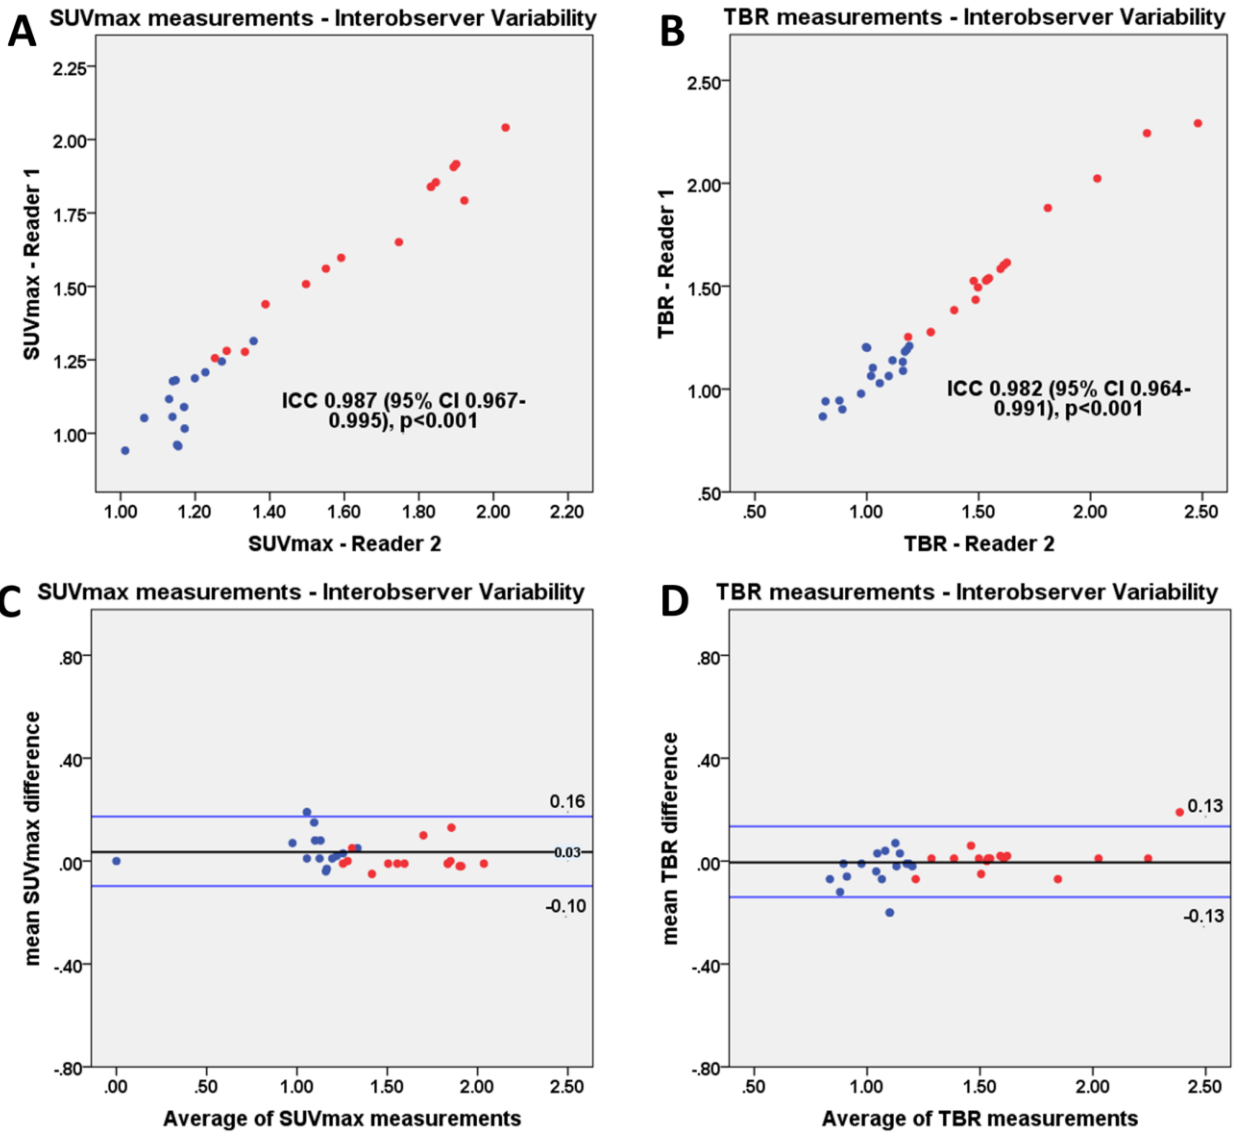 A
SUVmax measurements - Interobserver Variability
SUVmax - Reader 1
2.25
2.00
1.75
1.50
1.25
1.00
ICC 0.987 (95% CI 0.967-
0.995), p<0.001
1.00 1.20 1.40 1.60 1.80 2.00 2.20
SUVmax - Reader 2
B
TBR measurements - Interobserver Variability
TBR - Reader 1
2.50
2.00
1.50
1.00
.50
ICC 0.982 (95% CI 0.964-
0.991), p<0.001
.50 1.00 1.50 2.00 2.50
TBR - Reader 2
C
SUVmax measurements - Interobserver Variability
mean SUVmax difference
.80
.40
.00
-.40
-.80
0.16
0.03
-0.10
.00 .50 1.00 1.50 2.00 2.50
Average of SUVmax measurements
D
TBR measurements - Interobserver Variability
mean TBR difference
.80
.40
.00
-.40
-.80
0.13
-0.13
.50 1.00 1.50 2.00 2.50
Average of TBR measurements